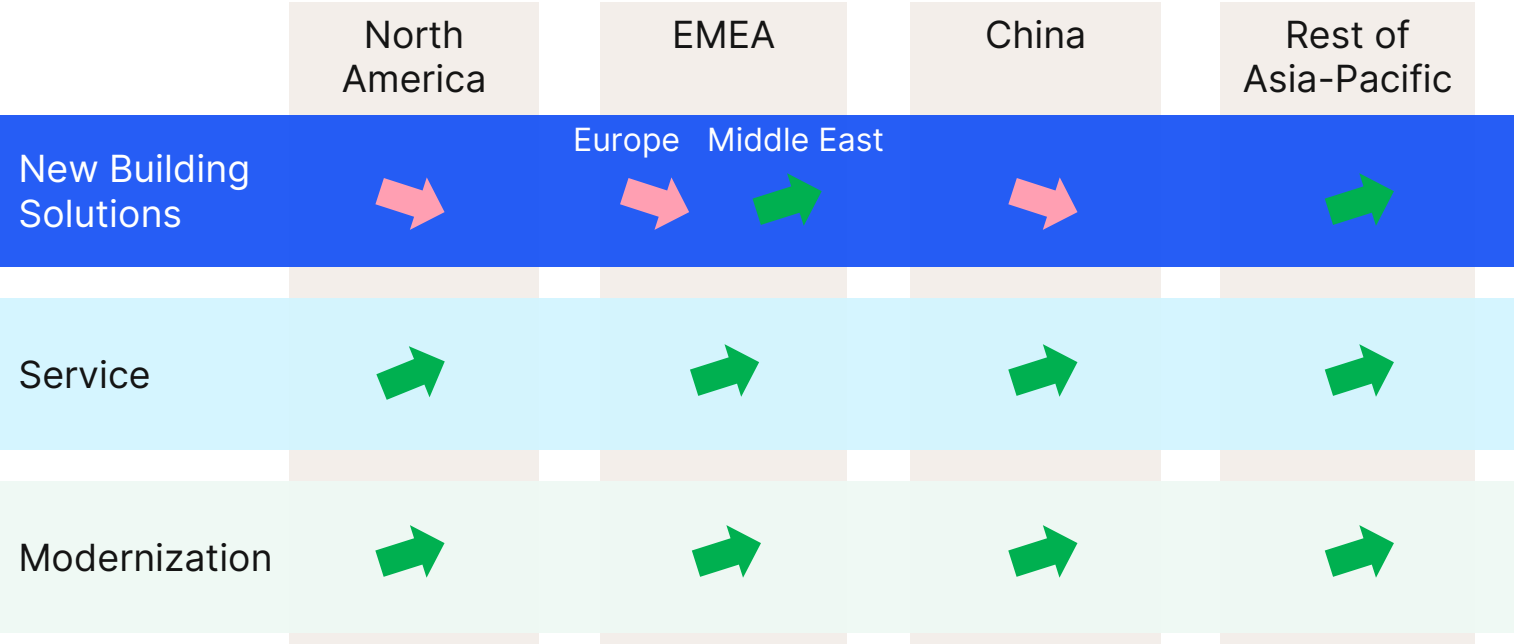 North
America
EMEA
China
Rest of
Asia-Pacific
New Building
Solutions
Europe
Middle East
Service
Modernization